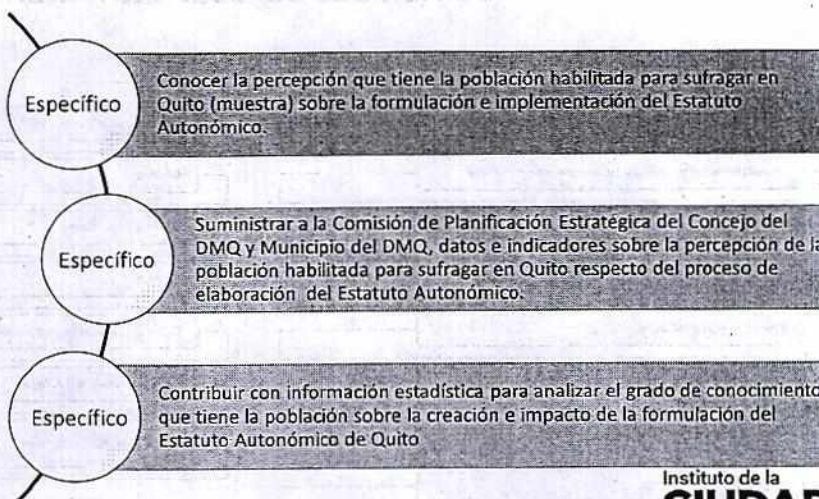 Específico
Conocer la percepción que tiene la población habilitada para sufragar en
Quito (muestra) sobre la formulación e implementación del Estatuto
Autonómico.
Específico
Suministrar a la Comisión de Planificación Estratégica del Concejo del
DMQ y Municipio del DMQ, datos e indicadores sobre la percepción de la
población habilitada para sufragar en Quito respecto del proceso de
elaboración del Estatuto Autonómico.
Específico
Contribuir con información estadística para analizar el grado de conocimiento
que tiene la población sobre la creación e impacto de la formulación del
Estatuto Autonómico de Quito
Instituto de la
CIUDAD